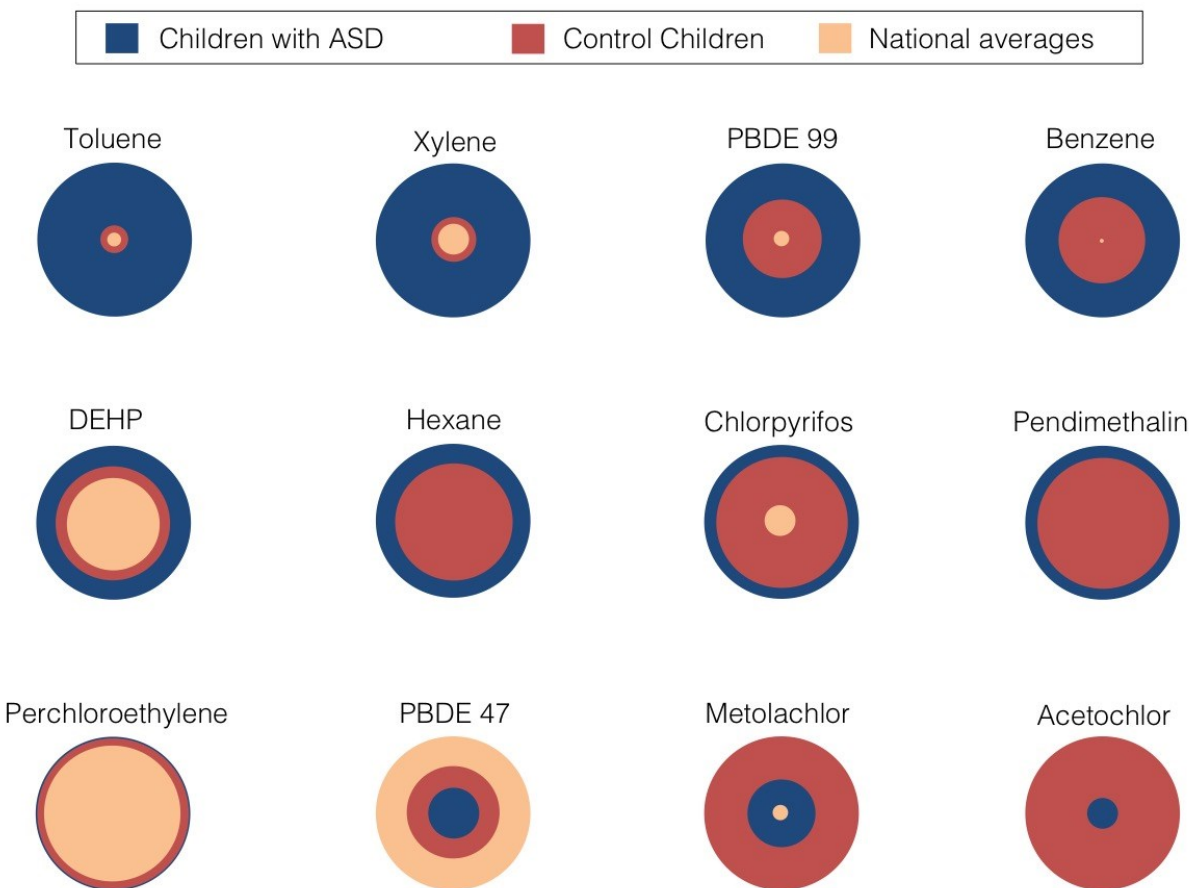 Children with ASD Control Children National averages
Toluene Xylene PBDE 99 Benzene
DEHP Hexane Chlorpyrifos Pendimethalin
Perchloroethylene PBDE 47 Metolachlor Acetochlor